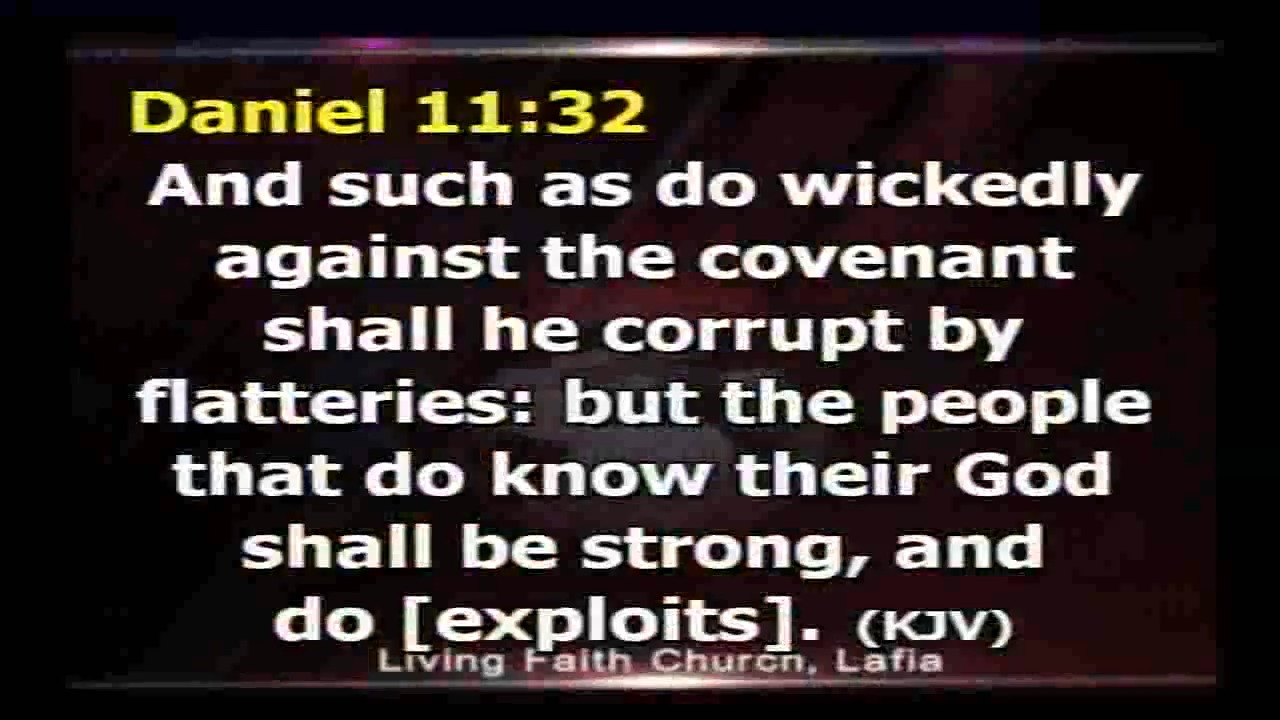 Daniel 11:32
And such as do wickedly
against the covenant
shall he corrupt by
flatteries: but the people
that do know their God
shall be strong, and
do [exploits]. (KJV)
Living Faith Church, Lafia